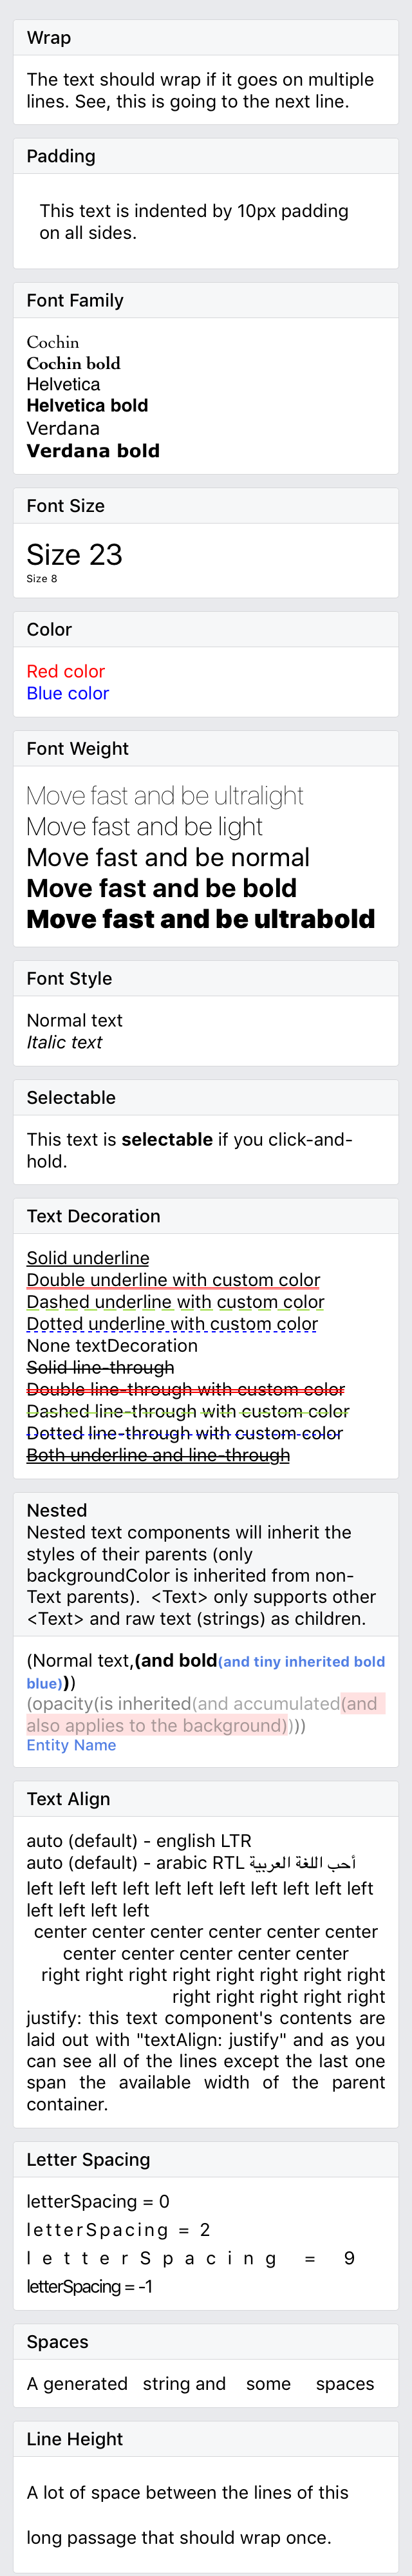 Wrap
The text should wrap if it goes on multiple
lines. See, this is going to the next line.
Padding
This text is indented by 10px padding
on all sides.
Font Family
Cochin
Cochin bold
Helvetica
Helvetica bold
Verdana
Verdana bold
Font Size
Size 23
Size 8
Color
Red color
Blue color
Font Weight
Move fast and be ultralight
Move fast and be light
Move fast and be normal
Move fast and be bold
Move fast and be ultrabold
Font Style
Normal text
Italic text
Selectable
This text is selectable if you click-and-
hold.
Text Decoration
Solid underline
Double underline with custom color
Dashed underline with custom color
Dotted underline with custom color
None textDecoration
Solid line-through
Double line-through with custom color
Dashed line-through with custom color
Dotted line-through with custom color
Both underline and line-through
Nested
Nested text components will inherit the
styles of their parents (only
backgroundColor is inherited from non-
Text parents).  <Text> only supports other
<Text> and raw text (strings) as children.
(Normal text,(and bold(and tiny inherited bold
blue)))
(opacity(is inherited(and accumulated(and
also applies to the background))))
Entity Name
Text Align
auto (default) - english LTR
auto (default) - arabic RTL أحب اللغة العربية
left left left left left left left left left left left
left left left left
center center center center center center
center center center center center
right right right right right right right right
right right right right right
justify: this text component's contents are
laid out with "textAlign: justify" and as you
can see all of the lines except the last one
span the available width of the parent
container.
Letter Spacing
letterSpacing = 0
letterSpacing = 2
letterSpacing = 9
letterSpacing = -1
Spaces
A generated   string and    some     spaces
Line Height
A lot of space between the lines of this
long passage that should wrap once.